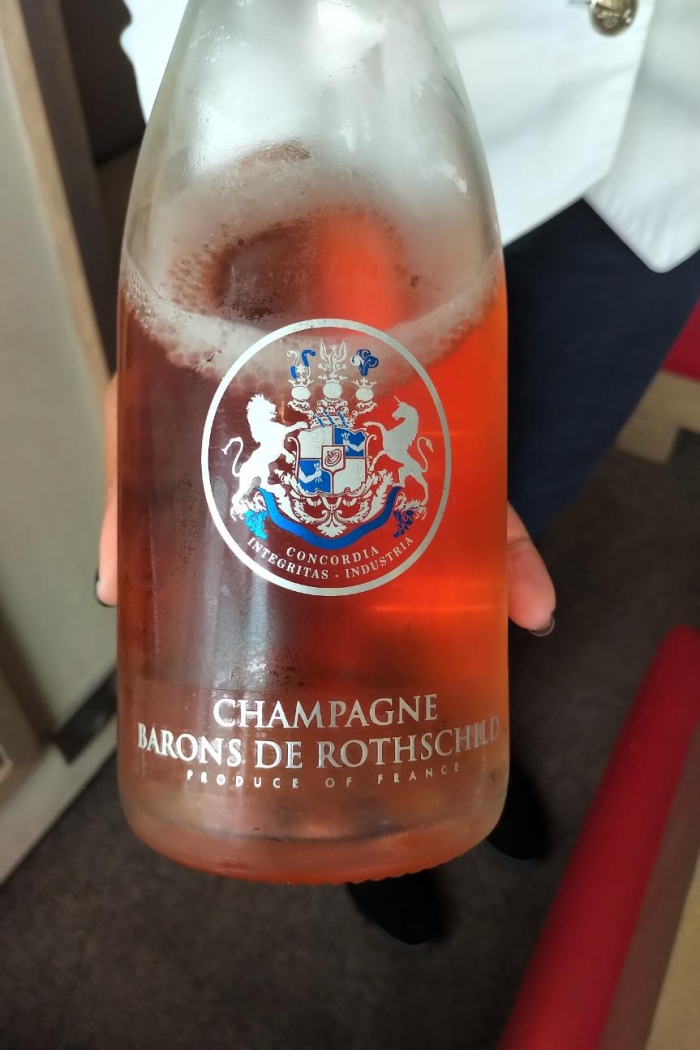 CONCORDIA
INTEGRITAS - INDUSTRIA
CHAMPAGNE
BARONS DE ROTHSCHILD
PRODUCE OF FRANCE